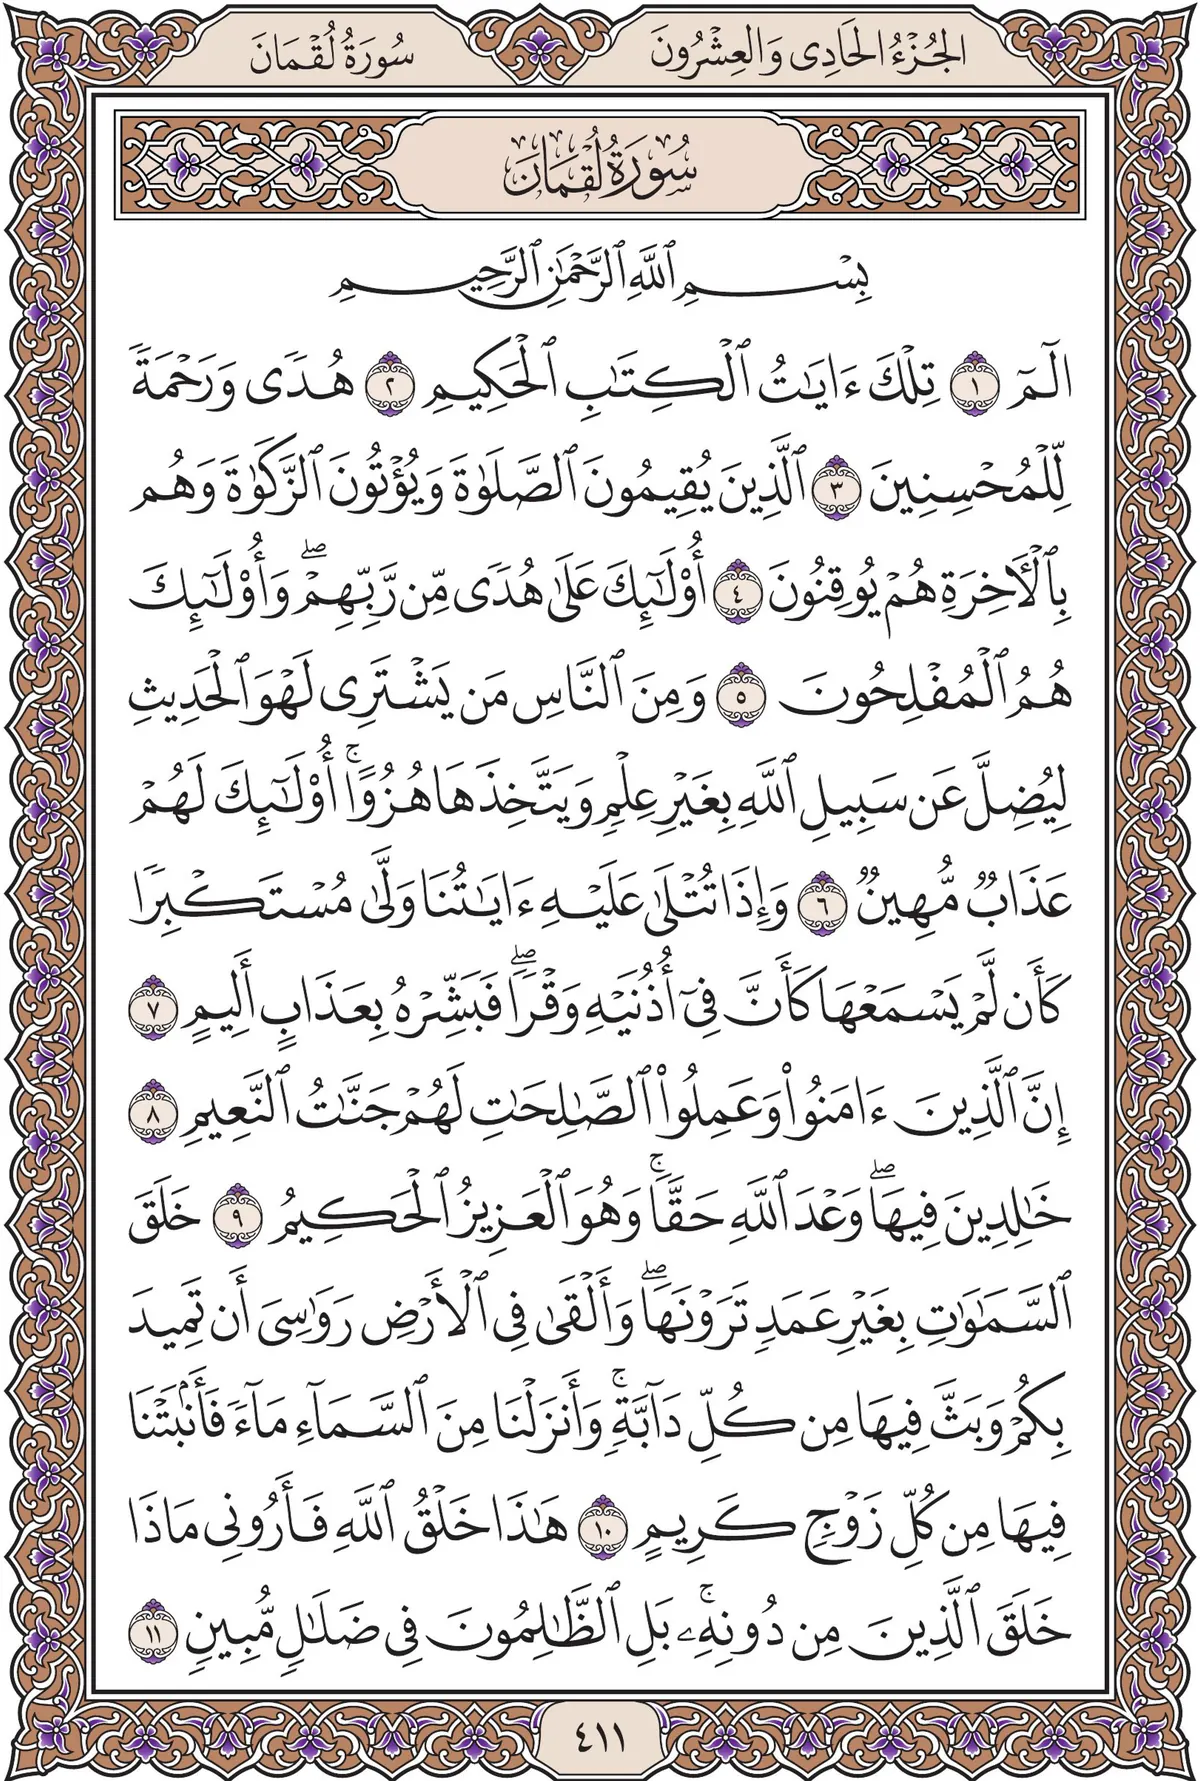 الجُزْءُ الحَادِى وَالعِشْرُونَ
سُورَةُ لُقْمَانَ
سُورَةُ لُقْمَانَ
بِسْمِ ٱللَّهِ ٱلرَّحْمَٰنِ ٱلرَّحِيمِ
الٓمٓ ١ تِلْكَ ءَايَٰتُ ٱلْكِتَٰبِ ٱلْحَكِيمِ ٢ هُدًى وَرَحْمَةً
لِّلْمُحْسِنِينَ ٣ ٱلَّذِينَ يُقِيمُونَ ٱلصَّلَوٰةَ وَيُؤْتُونَ ٱلزَّكَوٰةَ وَهُم
بِٱلْأٓخِرَةِ هُمْ يُوقِنُونَ ٤ أُو۟لَٰٓئِكَ عَلَىٰ هُدًى مِّن رَّبِّهِمْۖ وَأُو۟لَٰٓئِكَ
هُمُ ٱلْمُفْلِحُونَ ٥ وَمِنَ ٱلنَّاسِ مَن يَشْتَرِى لَهْوَ ٱلْحَدِيثِ
لِيُضِلَّ عَن سَبِيلِ ٱللَّهِ بِغَيْرِ عِلْمٍ وَيَتَّخِذَهَا هُزُوًاۚ أُو۟لَٰٓئِكَ لَهُمْ
عَذَابٌ مُّهِينٌ ٦ وَإِذَا تُتْلَىٰ عَلَيْهِ ءَايَٰتُنَا وَلَّىٰ مُسْتَكْبِرًا
كَأَن لَّمْ يَسْمَعْهَا كَأَنَّ فِىٓ أُذُنَيْهِ وَقْرًاۖ فَبَشِّرْهُ بِعَذَابٍ أَلِيمٍ ٧
إِنَّ ٱلَّذِينَ ءَامَنُوا۟ وَعَمِلُوا۟ ٱلصَّٰلِحَٰتِ لَهُمْ جَنَّٰتُ ٱلنَّعِيمِ ٨
خَٰلِدِينَ فِيهَاۖ وَعْدَ ٱللَّهِ حَقًّاۚ وَهُوَ ٱلْعَزِيزُ ٱلْحَكِيمُ ٩ خَلَقَ
ٱلسَّمَٰوَٰتِ بِغَيْرِ عَمَدٍ تَرَوْنَهَاۖ وَأَلْقَىٰ فِى ٱلْأَرْضِ رَوَٰسِىَ أَن تَمِيدَ
بِكُمْ وَبَثَّ فِيهَا مِن كُلِّ دَآبَّةٍۚ وَأَنزَلْنَا مِنَ ٱلسَّمَآءِ مَآءً فَأَنۢبَتْنَا
فِيهَا مِن كُلِّ زَوْجٍ كَرِيمٍ ١٠ هَٰذَا خَلْقُ ٱللَّهِ فَأَرُونِى مَاذَا
خَلَقَ ٱلَّذِينَ مِن دُونِهِۦۚ بَلِ ٱلظَّٰلِمُونَ فِى ضَلَٰلٍ مُّبِينٍ ١١
٤١١